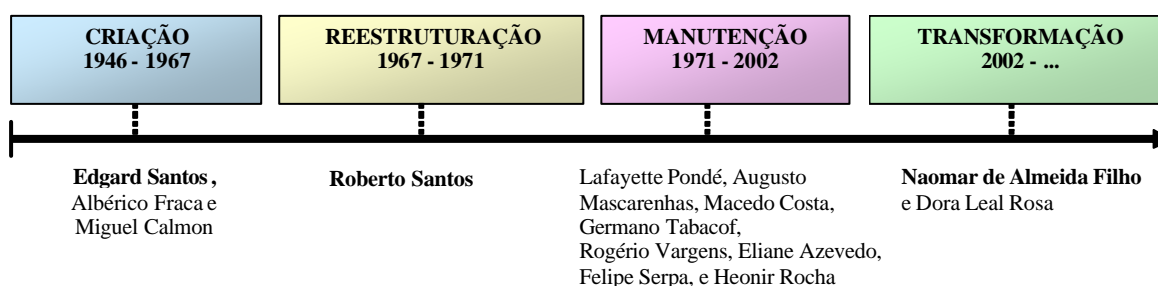 CRIAÇÃO
1946 - 1967
REESTRUTURAÇÃO
1967 - 1971
MANUTENÇÃO
1971 - 2002
TRANSFORMAÇÃO
2002 - ...
Edgard Santos ,
Albérico Fraca e
Miguel Calmon
Roberto Santos
Lafayette Pondé, Augusto
Mascarenhas, Macedo Costa,
Germano Tabacof,
Rogério Vargens, Eliane Azevedo,
Felipe Serpa, e Heonir Rocha
Naomar de Almeida Filho
e Dora Leal Rosa